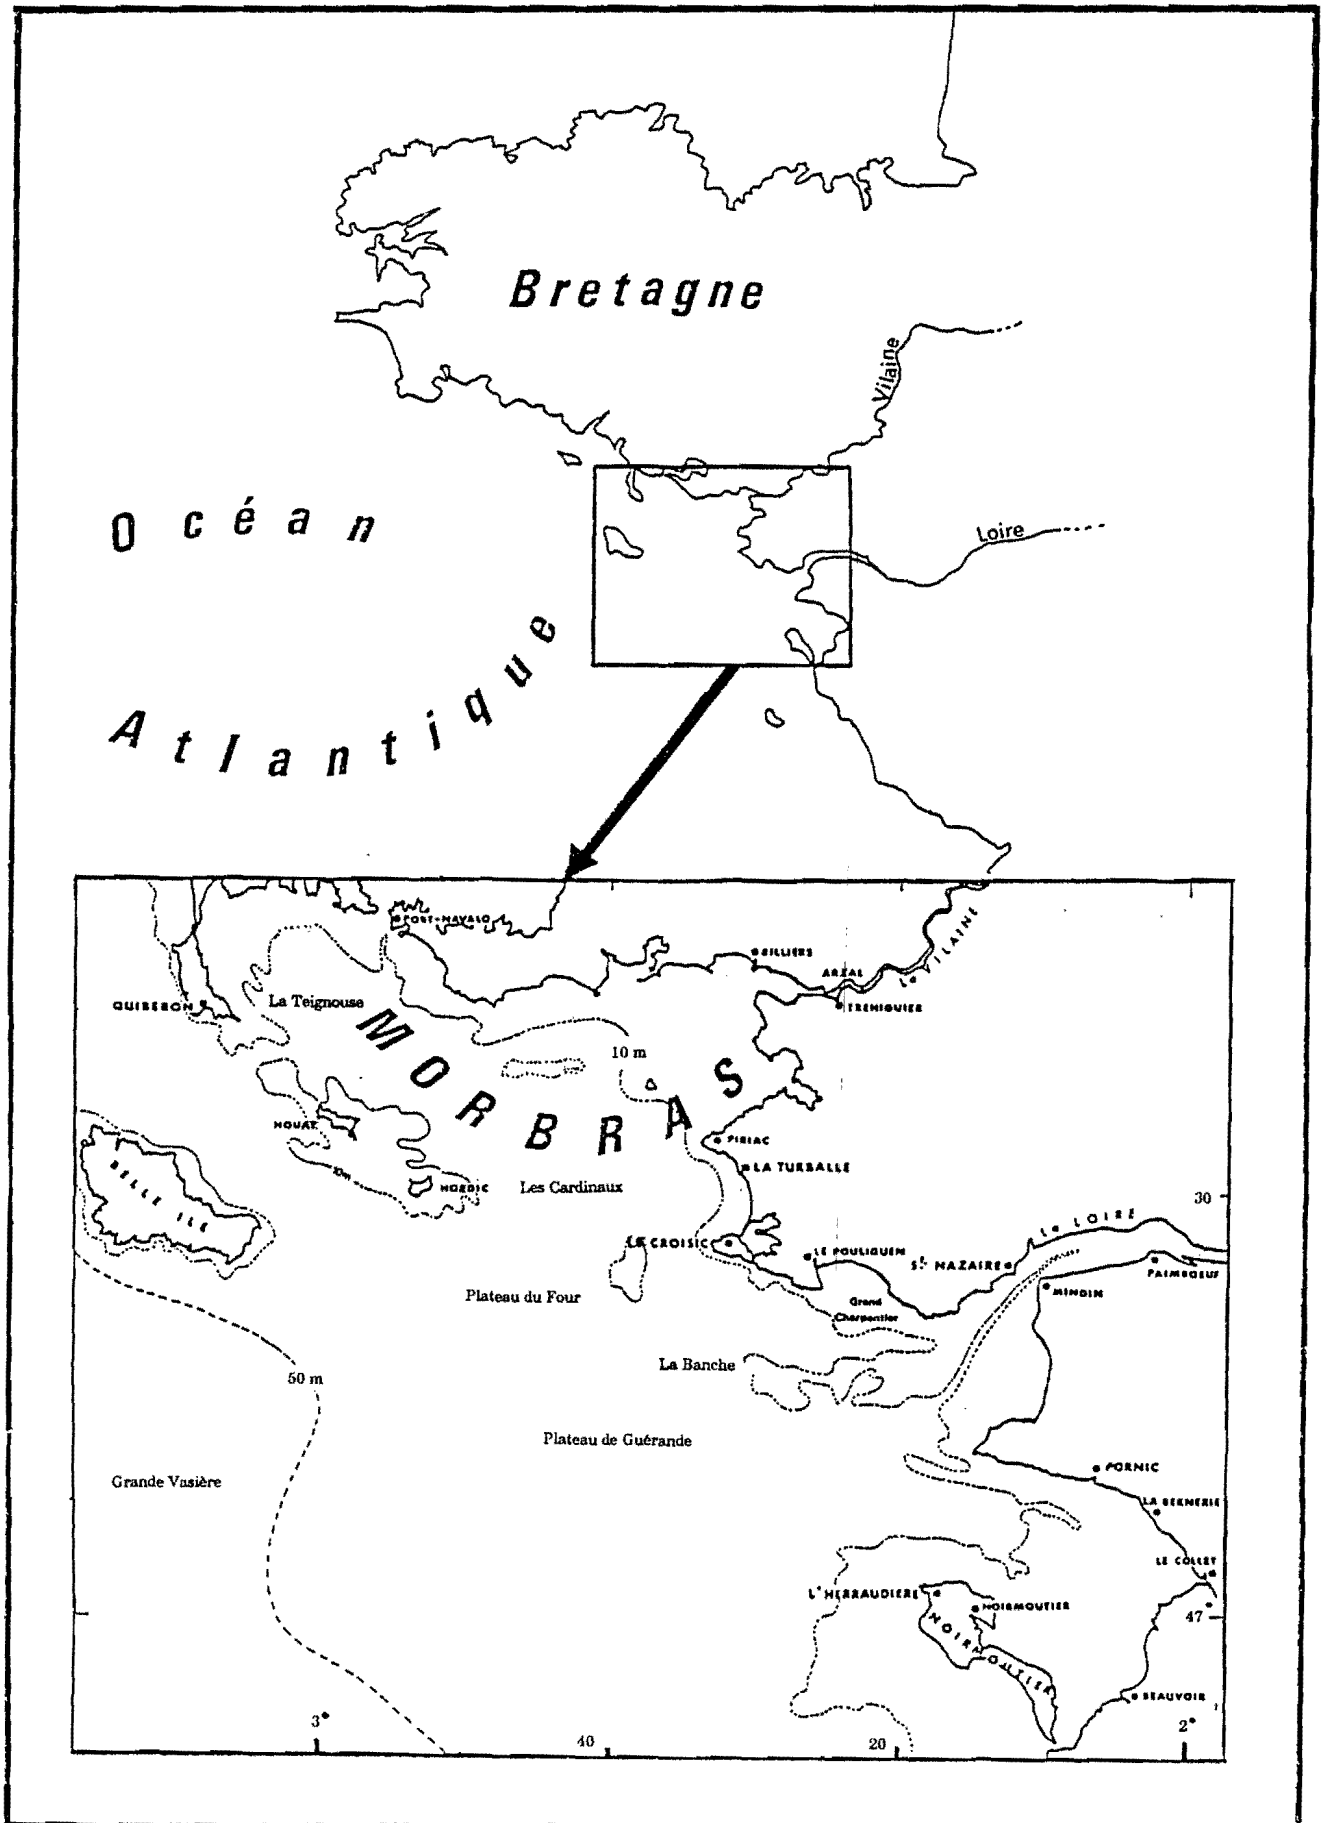 Bretagne
Vilaine
Océan
Loire
Atlantique
PORT-NAVALO
BILLIERS
ARZAL
La VILAINE
QUIBERON
La Teignouse
TREHIGUIER
MORBRAS
10 m
HOUAT
PIRIAC
LA TURBALLE
BELLE ILE
HOEDIC
Les Cardinaux
30
La LOIRE
LE CROISIC
LE POULIGUEN
St NAZAIRE
PAIMBOEUF
MINDIN
Plateau du Four
Grand
Charpentier
La Banche
50 m
Plateau de Guérande
PORNIC
Grande Vasière
LA BERNERIE
LE COLLET
L'HERBAUDIERE
NOIRMOUTIER
47°
NOIRMOUTIER
BEAUVOIR
3°
40
20
2°